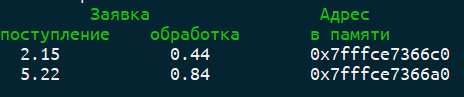 Заявка Адрес
поступление обработка в памяти
2.15 0.44 0x7fffce7366c0
5.22 0.84 0x7fffce7366a0